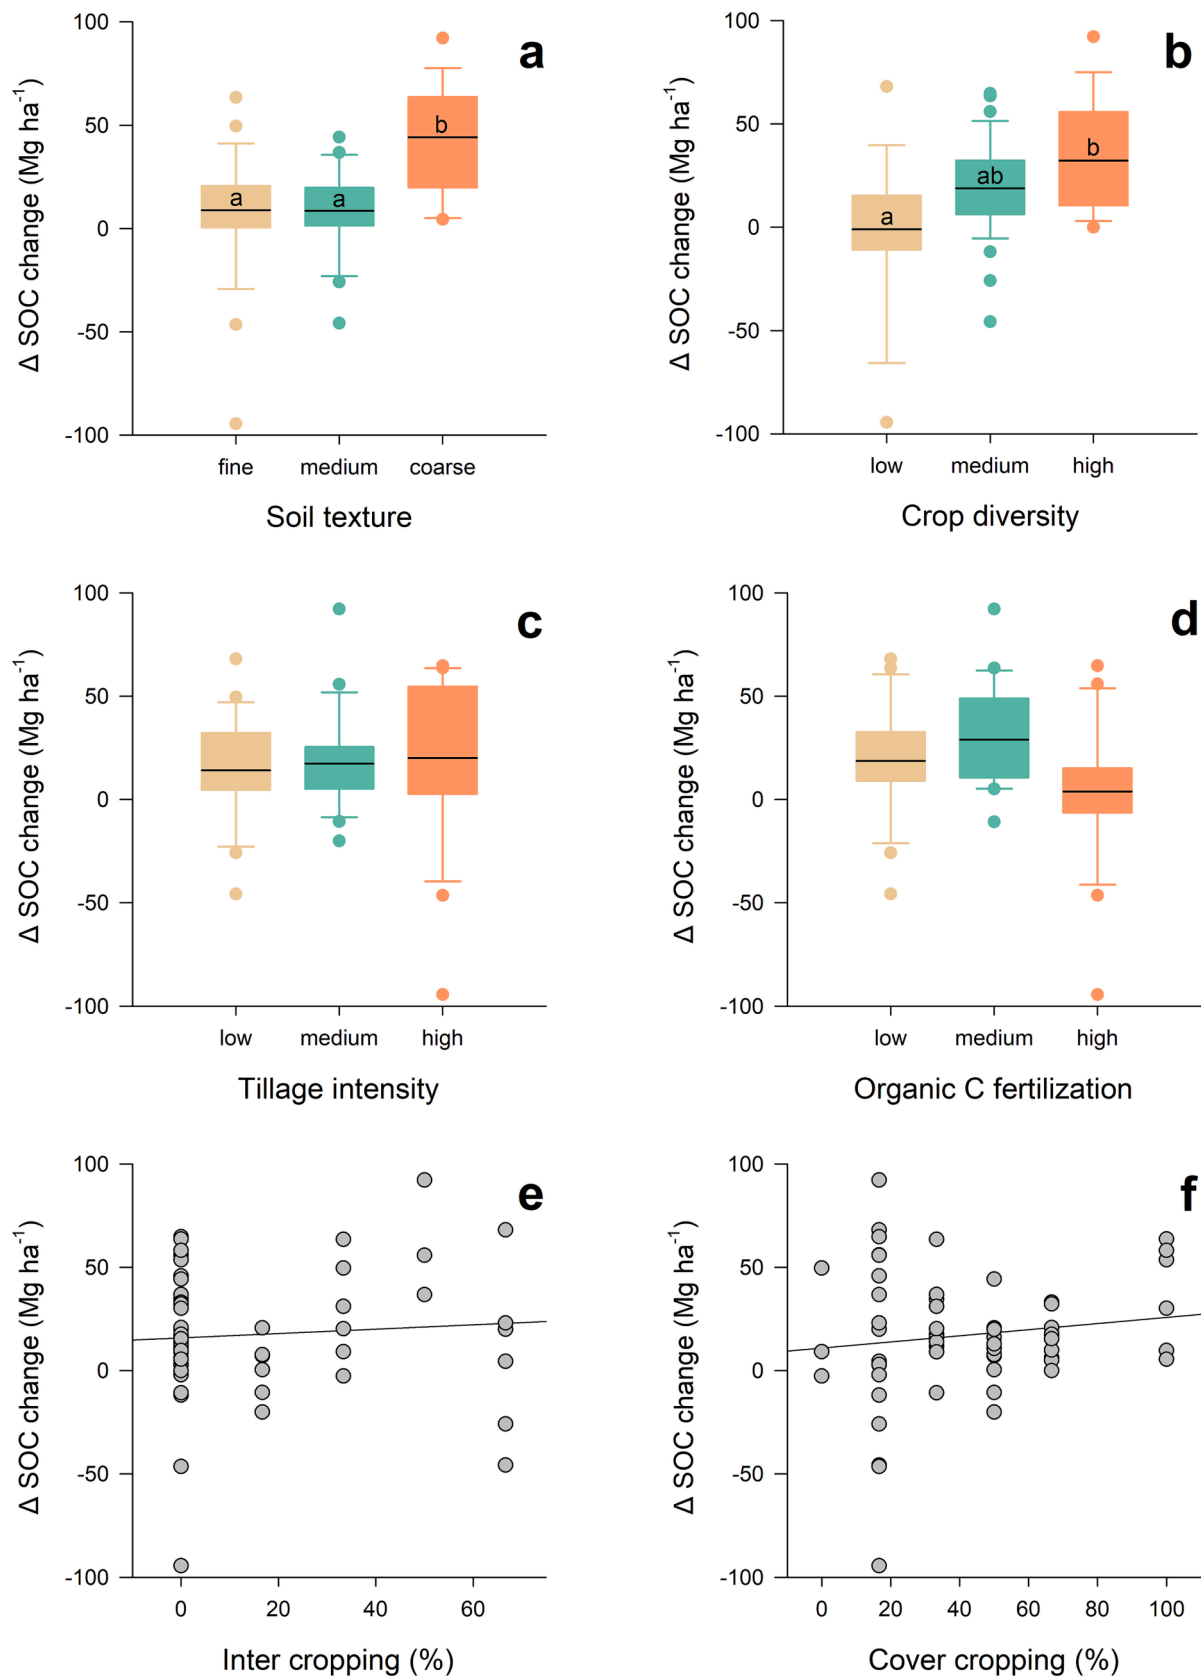 a
Δ SOC change (Mg ha⁻¹)
100
50
0
-50
-100
a
a
b
fine
medium
coarse
Soil texture
b
Δ SOC change (Mg ha⁻¹)
100
50
0
-50
-100
a
ab
b
low
medium
high
Crop diversity
c
Δ SOC change (Mg ha⁻¹)
100
50
0
-50
-100
low
medium
high
Tillage intensity
d
Δ SOC change (Mg ha⁻¹)
100
50
0
-50
-100
low
medium
high
Organic C fertilization
e
Δ SOC change (Mg ha⁻¹)
100
50
0
-50
-100
0
20
40
60
Inter cropping (%)
f
Δ SOC change (Mg ha⁻¹)
100
50
0
-50
-100
0
20
40
60
80
100
Cover cropping (%)